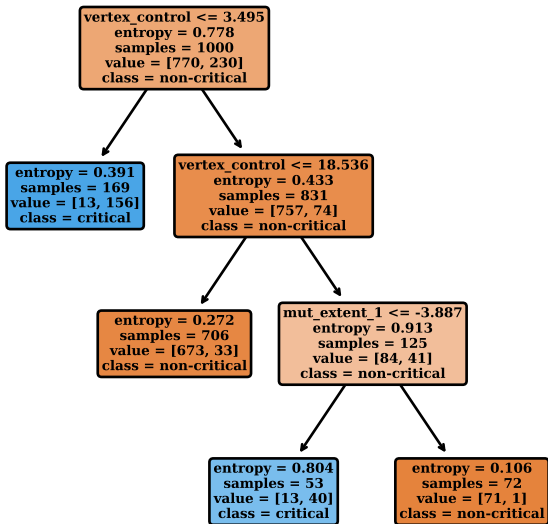 vertex_control <= 3.495
entropy = 0.778
samples = 1000
value = [770, 230]
class = non-critical
entropy = 0.391
samples = 169
value = [13, 156]
class = critical
vertex_control <= 18.536
entropy = 0.433
samples = 831
value = [757, 74]
class = non-critical
entropy = 0.272
samples = 706
value = [673, 33]
class = non-critical
mut_extent_1 <= -3.887
entropy = 0.913
samples = 125
value = [84, 41]
class = non-critical
entropy = 0.804
samples = 53
value = [13, 40]
class = critical
entropy = 0.106
samples = 72
value = [71, 1]
class = non-critical